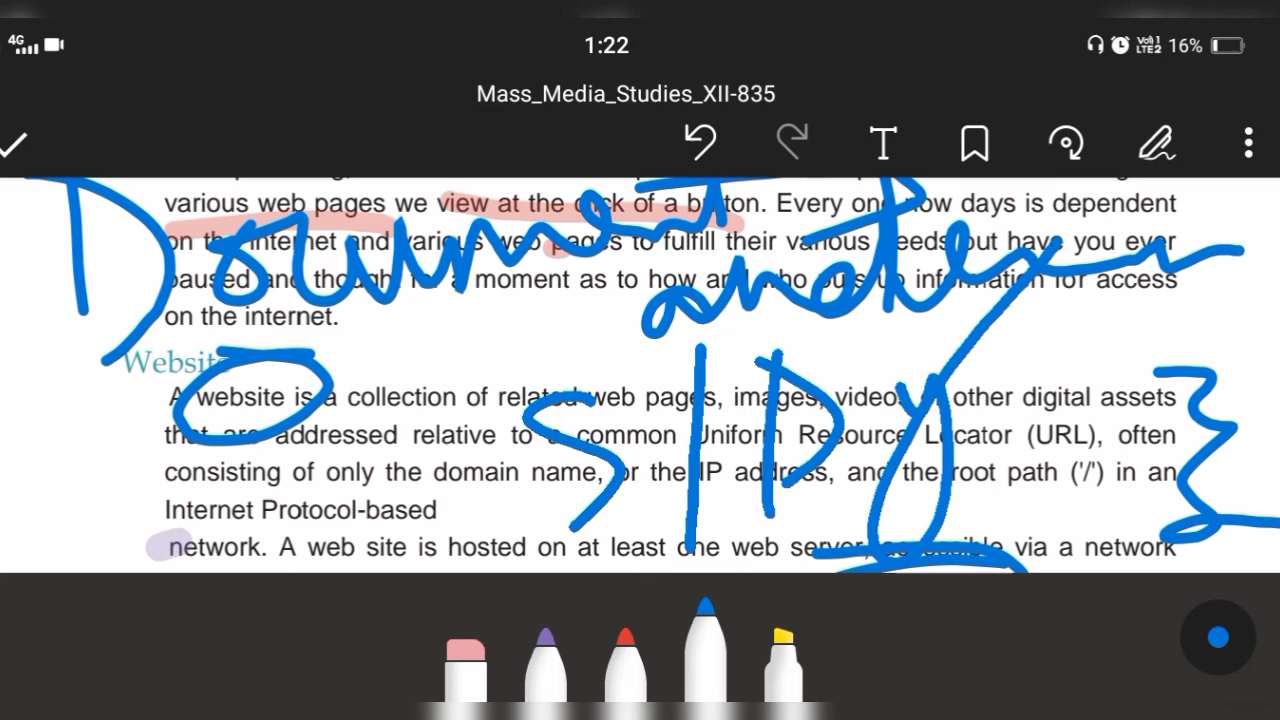 4G 1:22 Vol) 1 LTE2 16%
Mass_Media_Studies_XII-835
T
various web pages we view at the click of a button. Every one now days is dependent
on the internet and various web pages to fulfill their various needs but have you ever
paused and thought for a moment as to how and who puts up information for access
on the internet.
Website
A website is a collection of related web pages, images, videos or other digital assets
that are addressed relative to a common Uniform Resource Locator (URL), often
consisting of only the domain name, or the IP address, and the root path ('/') in an
Internet Protocol-based
network. A web site is hosted on at least one web server, accessible via a network
Document